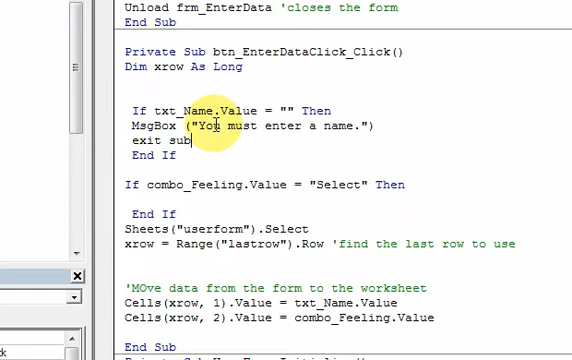 Unload frm_EnterData 'closes the form
End Sub
Private Sub btn_EnterDataClick_Click()
Dim xrow As Long
If txt_Name.Value = "" Then
MsgBox ("You must enter a name.")
exit sub
End If
If combo_Feeling.Value = "Select" Then
End If
Sheets("userform").Select
xrow = Range("lastrow").Row 'find the last row to use
'MOve data from the form to the worksheet
Cells(xrow, 1).Value = txt_Name.Value
Cells(xrow, 2).Value = combo_Feeling.Value
End Sub